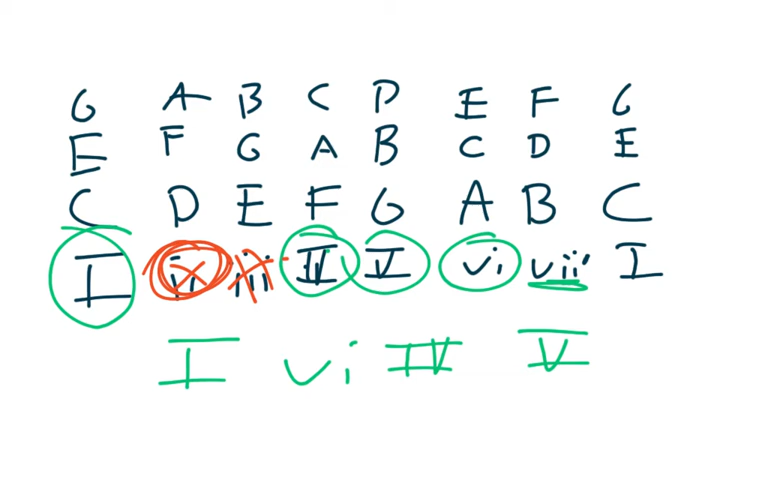 G A B C D E F G
E F G A B C D E
C D E F G A B C
I ii iii IV V vi vii° I
I vi IV V